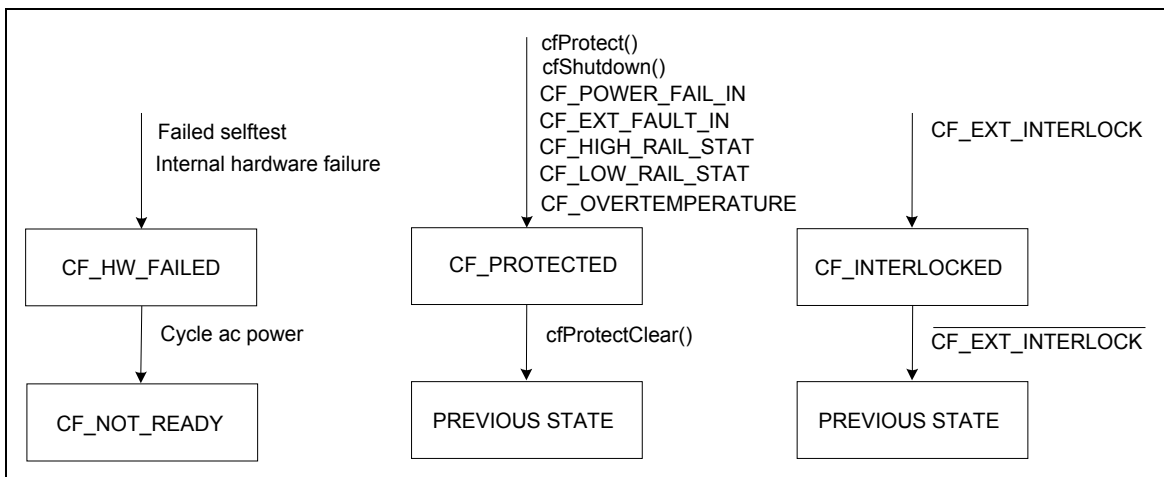 Failed selftest
Internal hardware failure
CF_HW_FAILED
Cycle ac power
CF_NOT_READY
cfProtect()
cfShutdown()
CF_POWER_FAIL_IN
CF_EXT_FAULT_IN
CF_HIGH_RAIL_STAT
CF_LOW_RAIL_STAT
CF_OVERTEMPERATURE
CF_PROTECTED
cfProtectClear()
PREVIOUS STATE
CF_EXT_INTERLOCK
CF_INTERLOCKED
CF_EXT_INTERLOCK
PREVIOUS STATE